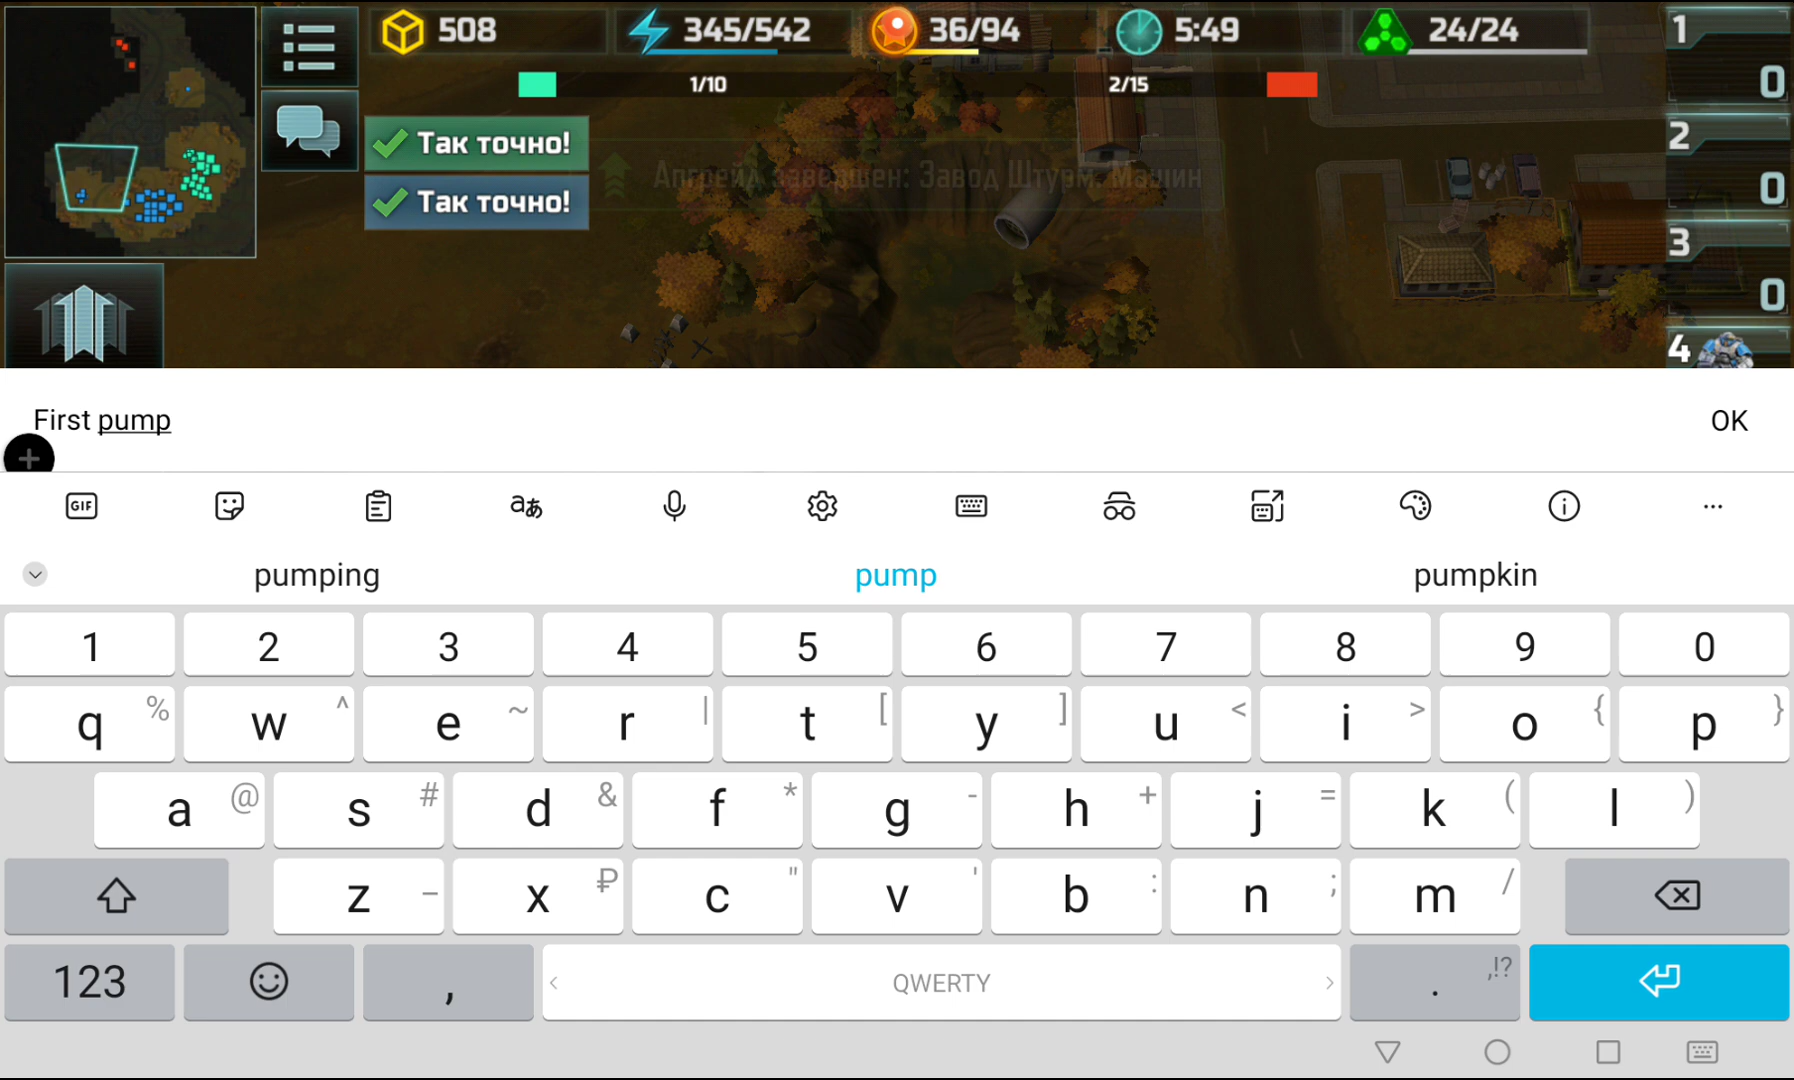 508
345/542
36/94
5:49
24/24
1/10
2/15
Так точно!
Так точно!
Апгрейд завершен: Завод Штурм. Машин
1
0
2
0
3
0
4
First pump
OK
GIF
aあ
pumping
pump
pumpkin
1 2 3 4 5 6 7 8 9 0
q % w ^ e ~ r | t [ y ] u < i > o { p }
a @ s # d & f * g - h + j = k ( l )
z _ x ₽ c " v ' b : n ; m /
123 , < QWERTY > . ,!?